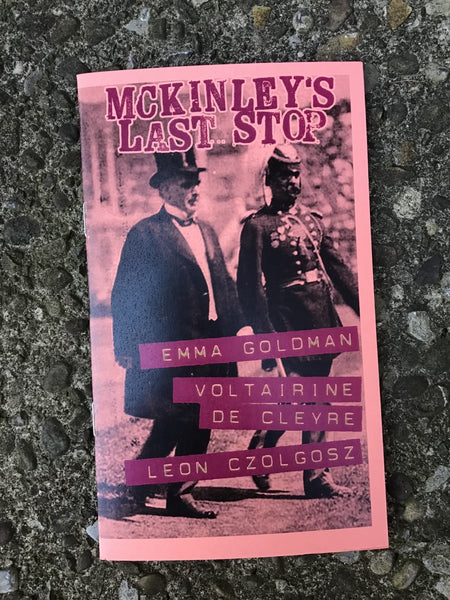 MCKINLEY'S
LAST... STOP
EMMA GOLDMAN
VOLTAIRINE
DE CLEYRE
LEON CZOLGOSZ